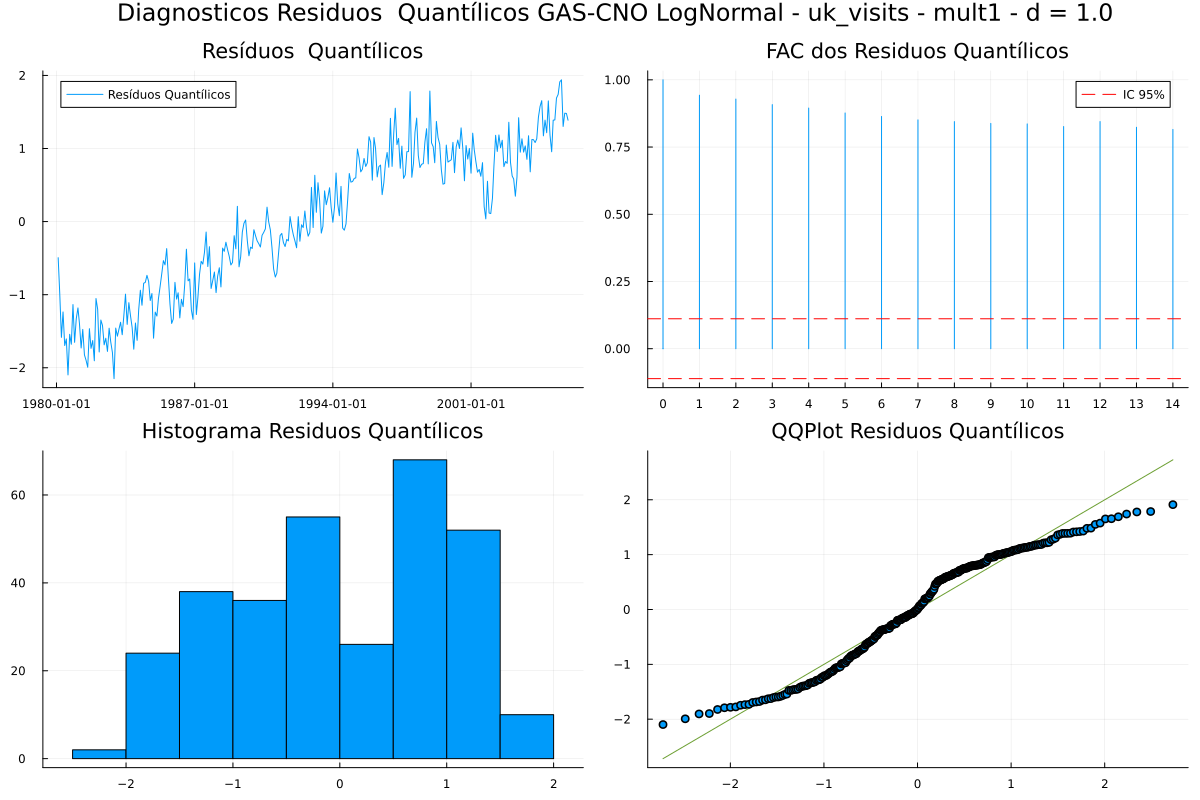 Diagnosticos Residuos  Quantílicos GAS-CNO LogNormal - uk_visits - mult1 - d = 1.0
Resíduos  Quantílicos
2
1
0
−1
−2
Resíduos Quantílicos
1980-01-01 1987-01-01 1994-01-01 2001-01-01
FAC dos Residuos Quantílicos
1.00
0.75
0.50
0.25
0.00
IC 95%
0 1 2 3 4 5 6 7 8 9 10 11 12 13 14
Histograma Residuos Quantílicos
60
40
20
0
−2 −1 0 1 2
QQPlot Residuos Quantílicos
2
1
0
−1
−2
−2 −1 0 1 2